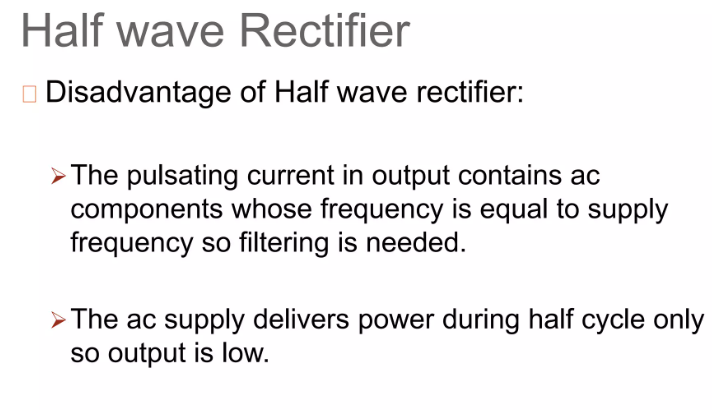 Half wave Rectifier
Disadvantage of Half wave rectifier:
The pulsating current in output contains ac
components whose frequency is equal to supply
frequency so filtering is needed.
The ac supply delivers power during half cycle only
so output is low.